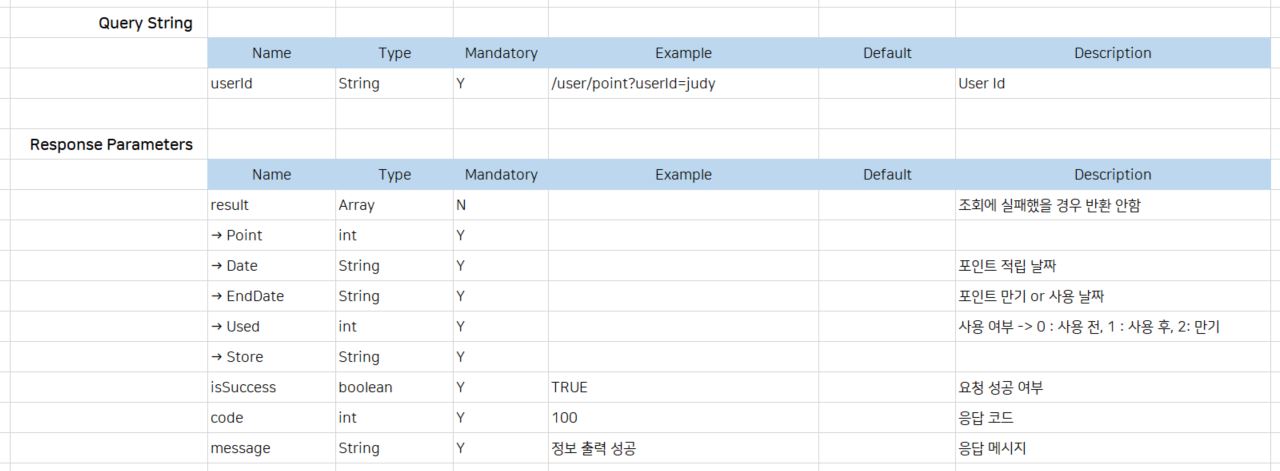 Query String
Name Type Mandatory Example Default Description
userId String Y /user/point?userId=judy User Id
Response Parameters
Name Type Mandatory Example Default Description
result Array N 조회에 실패했을 경우 반환 안함
→ Point int Y
→ Date String Y 포인트 적립 날짜
→ EndDate String Y 포인트 만기 or 사용 날짜
→ Used int Y 사용 여부 -> 0 : 사용 전, 1 : 사용 후, 2: 만기
→ Store String Y
isSuccess boolean Y TRUE 요청 성공 여부
code int Y 100 응답 코드
message String Y 정보 출력 성공 응답 메시지